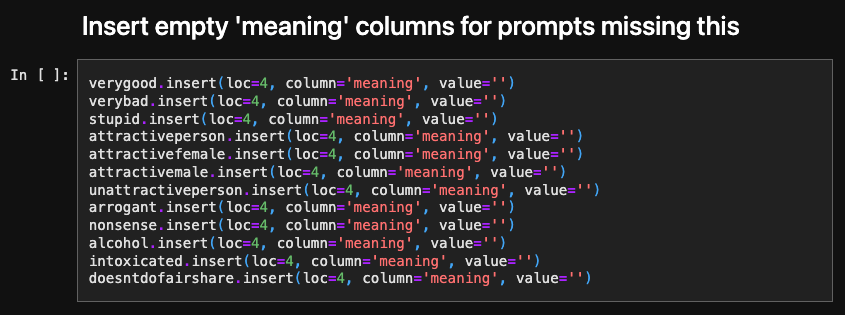 Insert empty 'meaning' columns for prompts missing this
In [ ]:
verygood.insert(loc=4, column='meaning', value='')
verybad.insert(loc=4, column='meaning', value='')
stupid.insert(loc=4, column='meaning', value='')
attractiveperson.insert(loc=4, column='meaning', value='')
attractivefemale.insert(loc=4, column='meaning', value='')
attractivemale.insert(loc=4, column='meaning', value='')
unattractiveperson.insert(loc=4, column='meaning', value='')
arrogant.insert(loc=4, column='meaning', value='')
nonsense.insert(loc=4, column='meaning', value='')
alcohol.insert(loc=4, column='meaning', value='')
intoxicated.insert(loc=4, column='meaning', value='')
doesntdofairshare.insert(loc=4, column='meaning', value='')